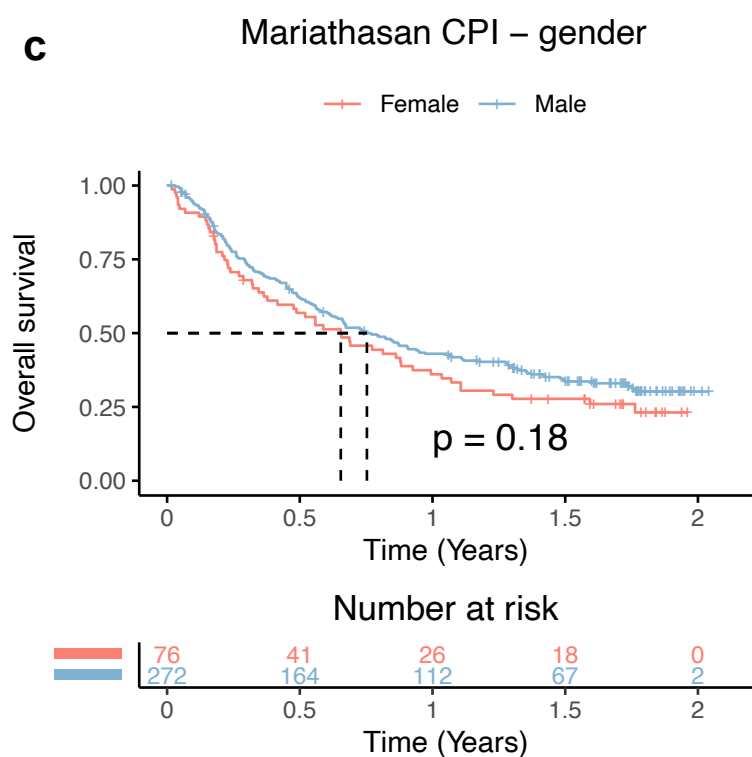 c
Mariathasan CPI – gender
Female Male
Overall survival
1.00
0.75
0.50
0.25
0.00
p = 0.18
0 0.5 1 1.5 2
Time (Years)
Number at risk
76 41 26 18 0
272 164 112 67 2
0 0.5 1 1.5 2
Time (Years)